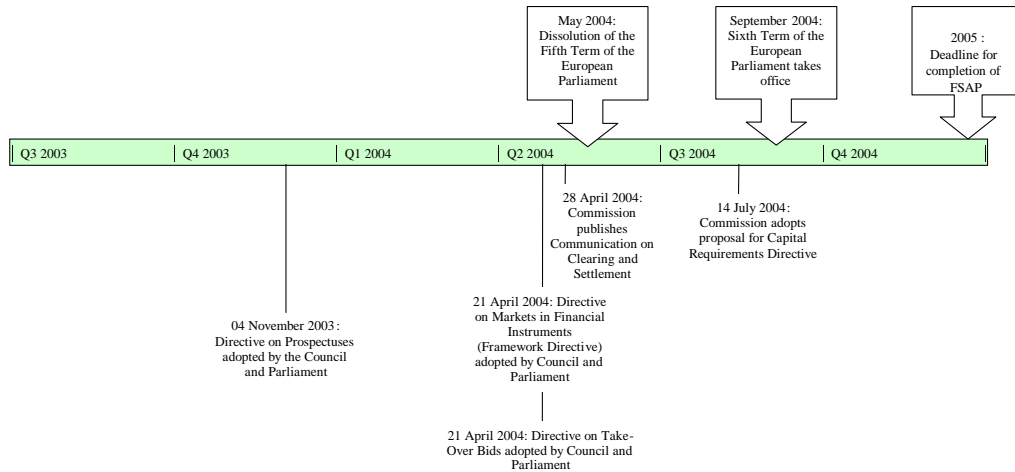 May 2004:
Dissolution of the
Fifth Term of the
European
Parliament
September 2004:
Sixth Term of the
European
Parliament takes
office
2005 :
Deadline for
completion of
FSAP
Q3 2003
Q4 2003
Q1 2004
Q2 2004
Q3 2004
Q4 2004
28 April 2004:
Commission
publishes
Communication on
Clearing and
Settlement
14 July 2004:
Commission adopts
proposal for Capital
Requirements Directive
04 November 2003:
Directive on Prospectuses
adopted by the Council
and Parliament
21 April 2004: Directive
on Markets in Financial
Instruments
(Framework Directive)
adopted by Council and
Parliament
21 April 2004: Directive on Take-
Over Bids adopted by Council and
Parliament